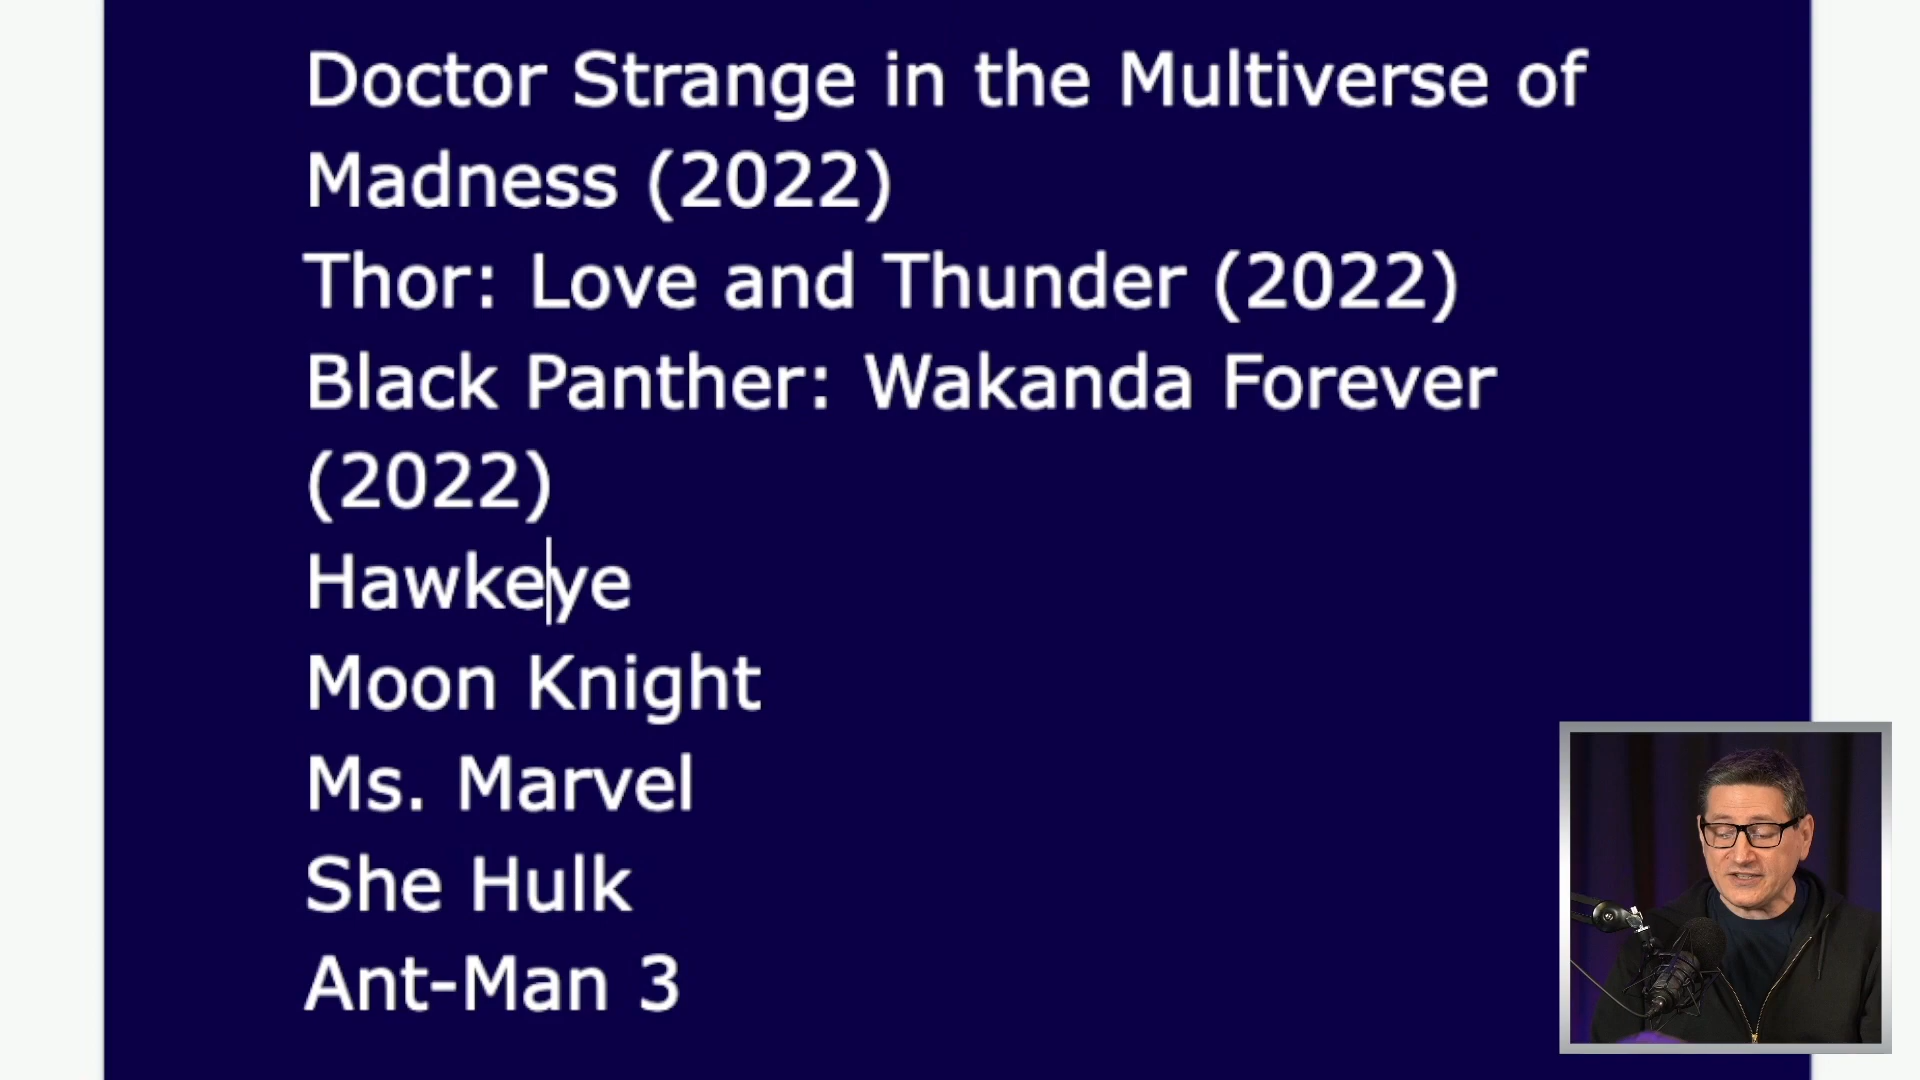 Doctor Strange in the Multiverse of
Madness (2022)
Thor: Love and Thunder (2022)
Black Panther: Wakanda Forever
(2022)
Hawkeye
Moon Knight
Ms. Marvel
She Hulk
Ant-Man 3